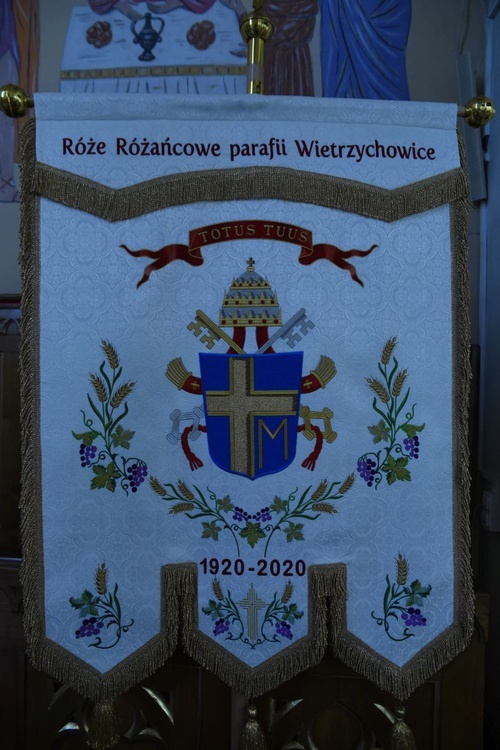 Róże Różańcowe parafii Wietrzychowice
TOTUS TUUS
M
1920-2020